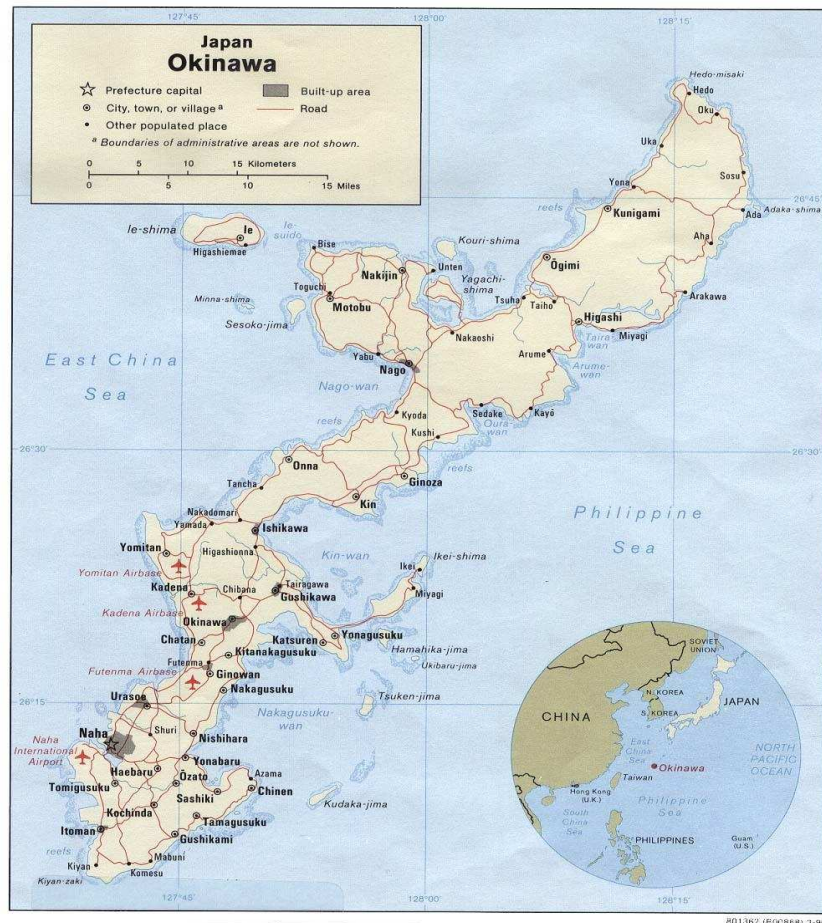 127°45'
128°00'
128°15'
Japan
Okinawa
Prefecture capital
Built-up area
City, town, or village ª
Road
Other populated place
ª Boundaries of administrative areas are not shown.
0 5 10 15 Kilometers
0 5 10 15 Miles
Hedo-misaki
Hedo
Oku
Uka
Sosu
Yona
26°45'
reefs
Kunigami
Ada
Adaka-shima
Ie-shima
Ie
Higashiemae
Ie-suido
Bise
Kouri-shima
Aha
Ōgimi
Nakijin
Unten
Toguchi
Motobu
Yagachi-shima
Minna-shima
Sesoko-jima
Tsuha
Taiho
Arakawa
Higashi
Miyagi
Taira-wan
Nakaoshi
Arume
Arume-wan
East China
Sea
Yabu
Nago
Nago-wan
Kyoda
Sedake
Kayō
Oura-wan
reefs
Kushi
26°30'
26°30'
reefs
Onna
Tancha
Ginoza
Kin
Philippine
Sea
Nakadomari
Yamada
Ishikawa
Yomitan
Higashionna
Kin-wan
Ikei-shima
Ikei
Yomitan Airbase
Kadena
Chibana
Tairagawa
Gushikawa
Miyagi
Kadena Airbase
Okinawa
Chatan
Katsuren
Yonagusuku
Hamahika-jima
Ukibaru-jima
Kitanakagusuku
Futenma
Futenma Airbase
Ginowan
Nakagusuku
Tsuken-jima
26°15'
Urasoe
Nakagusuku-wan
Naha
Shuri
Nishihara
Naha
International
Airport
Yonabaru
Haebaru
Ōzato
Azama
Tomigusuku
Chinen
Sashiki
Kochinda
Kudaka-jima
Tamagusuku
Itoman
Gushikami
reefs
Mabuni
Kiyan
Komesu
Kiyan-zaki
127°45'
128°00'
128°15'
SOVIET
UNION
N. KOREA
S. KOREA
JAPAN
CHINA
East
China
Sea
NORTH
PACIFIC
OCEAN
Okinawa
Taiwan
Hong Kong
(U.K.)
Philippine
Sea
South
China
Sea
PHILIPPINES
Guam
(U.S.)